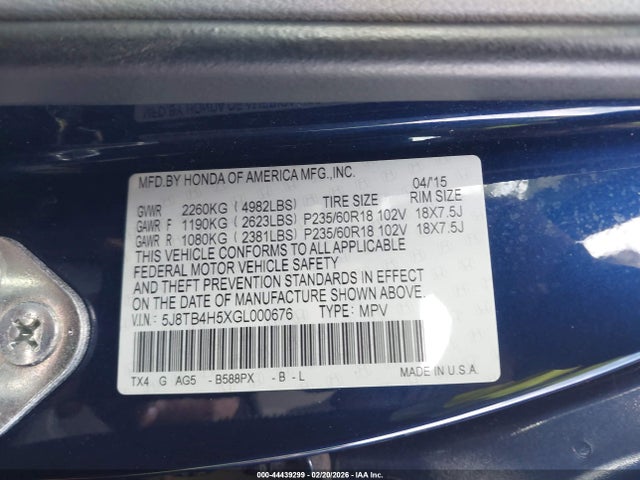 MFD.BY HONDA OF AMERICA MFG.,INC. 04/'15
GVWR 2260KG (4982LBS) TIRE SIZE RIM SIZE
GAWR F 1190KG (2623LBS) P235/60R18 102V 18X7.5J
GAWR R 1080KG (2381LBS) P235/60R18 102V 18X7.5J
THIS VEHICLE CONFORMS TO ALL APPLICABLE
FEDERAL MOTOR VEHICLE SAFETY
AND THEFT PREVENTION STANDARDS IN EFFECT
ON THE DATE OF MANUFACTURE SHOWN ABOVE.
V.I.N.: 5J8TB4H5XGL000676 TYPE: MPV
TX4 G AG5 -B588PX -B-L MADE IN U.S.A.
©-44439299 - 02/20/2026 - IAA Inc.